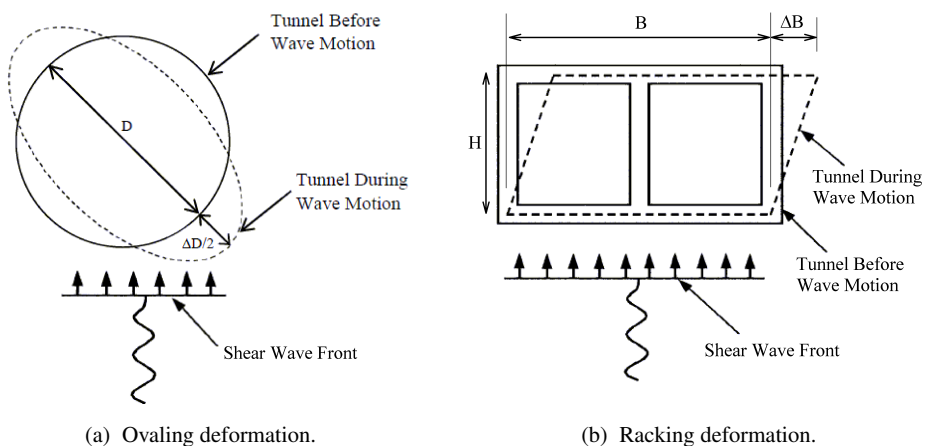 Tunnel Before
Wave Motion
D
Tunnel During
Wave Motion
ΔD/2
Shear Wave Front
(a) Ovaling deformation.
B
ΔB
H
Tunnel During
Wave Motion
Tunnel Before
Wave Motion
Shear Wave Front
(b) Racking deformation.